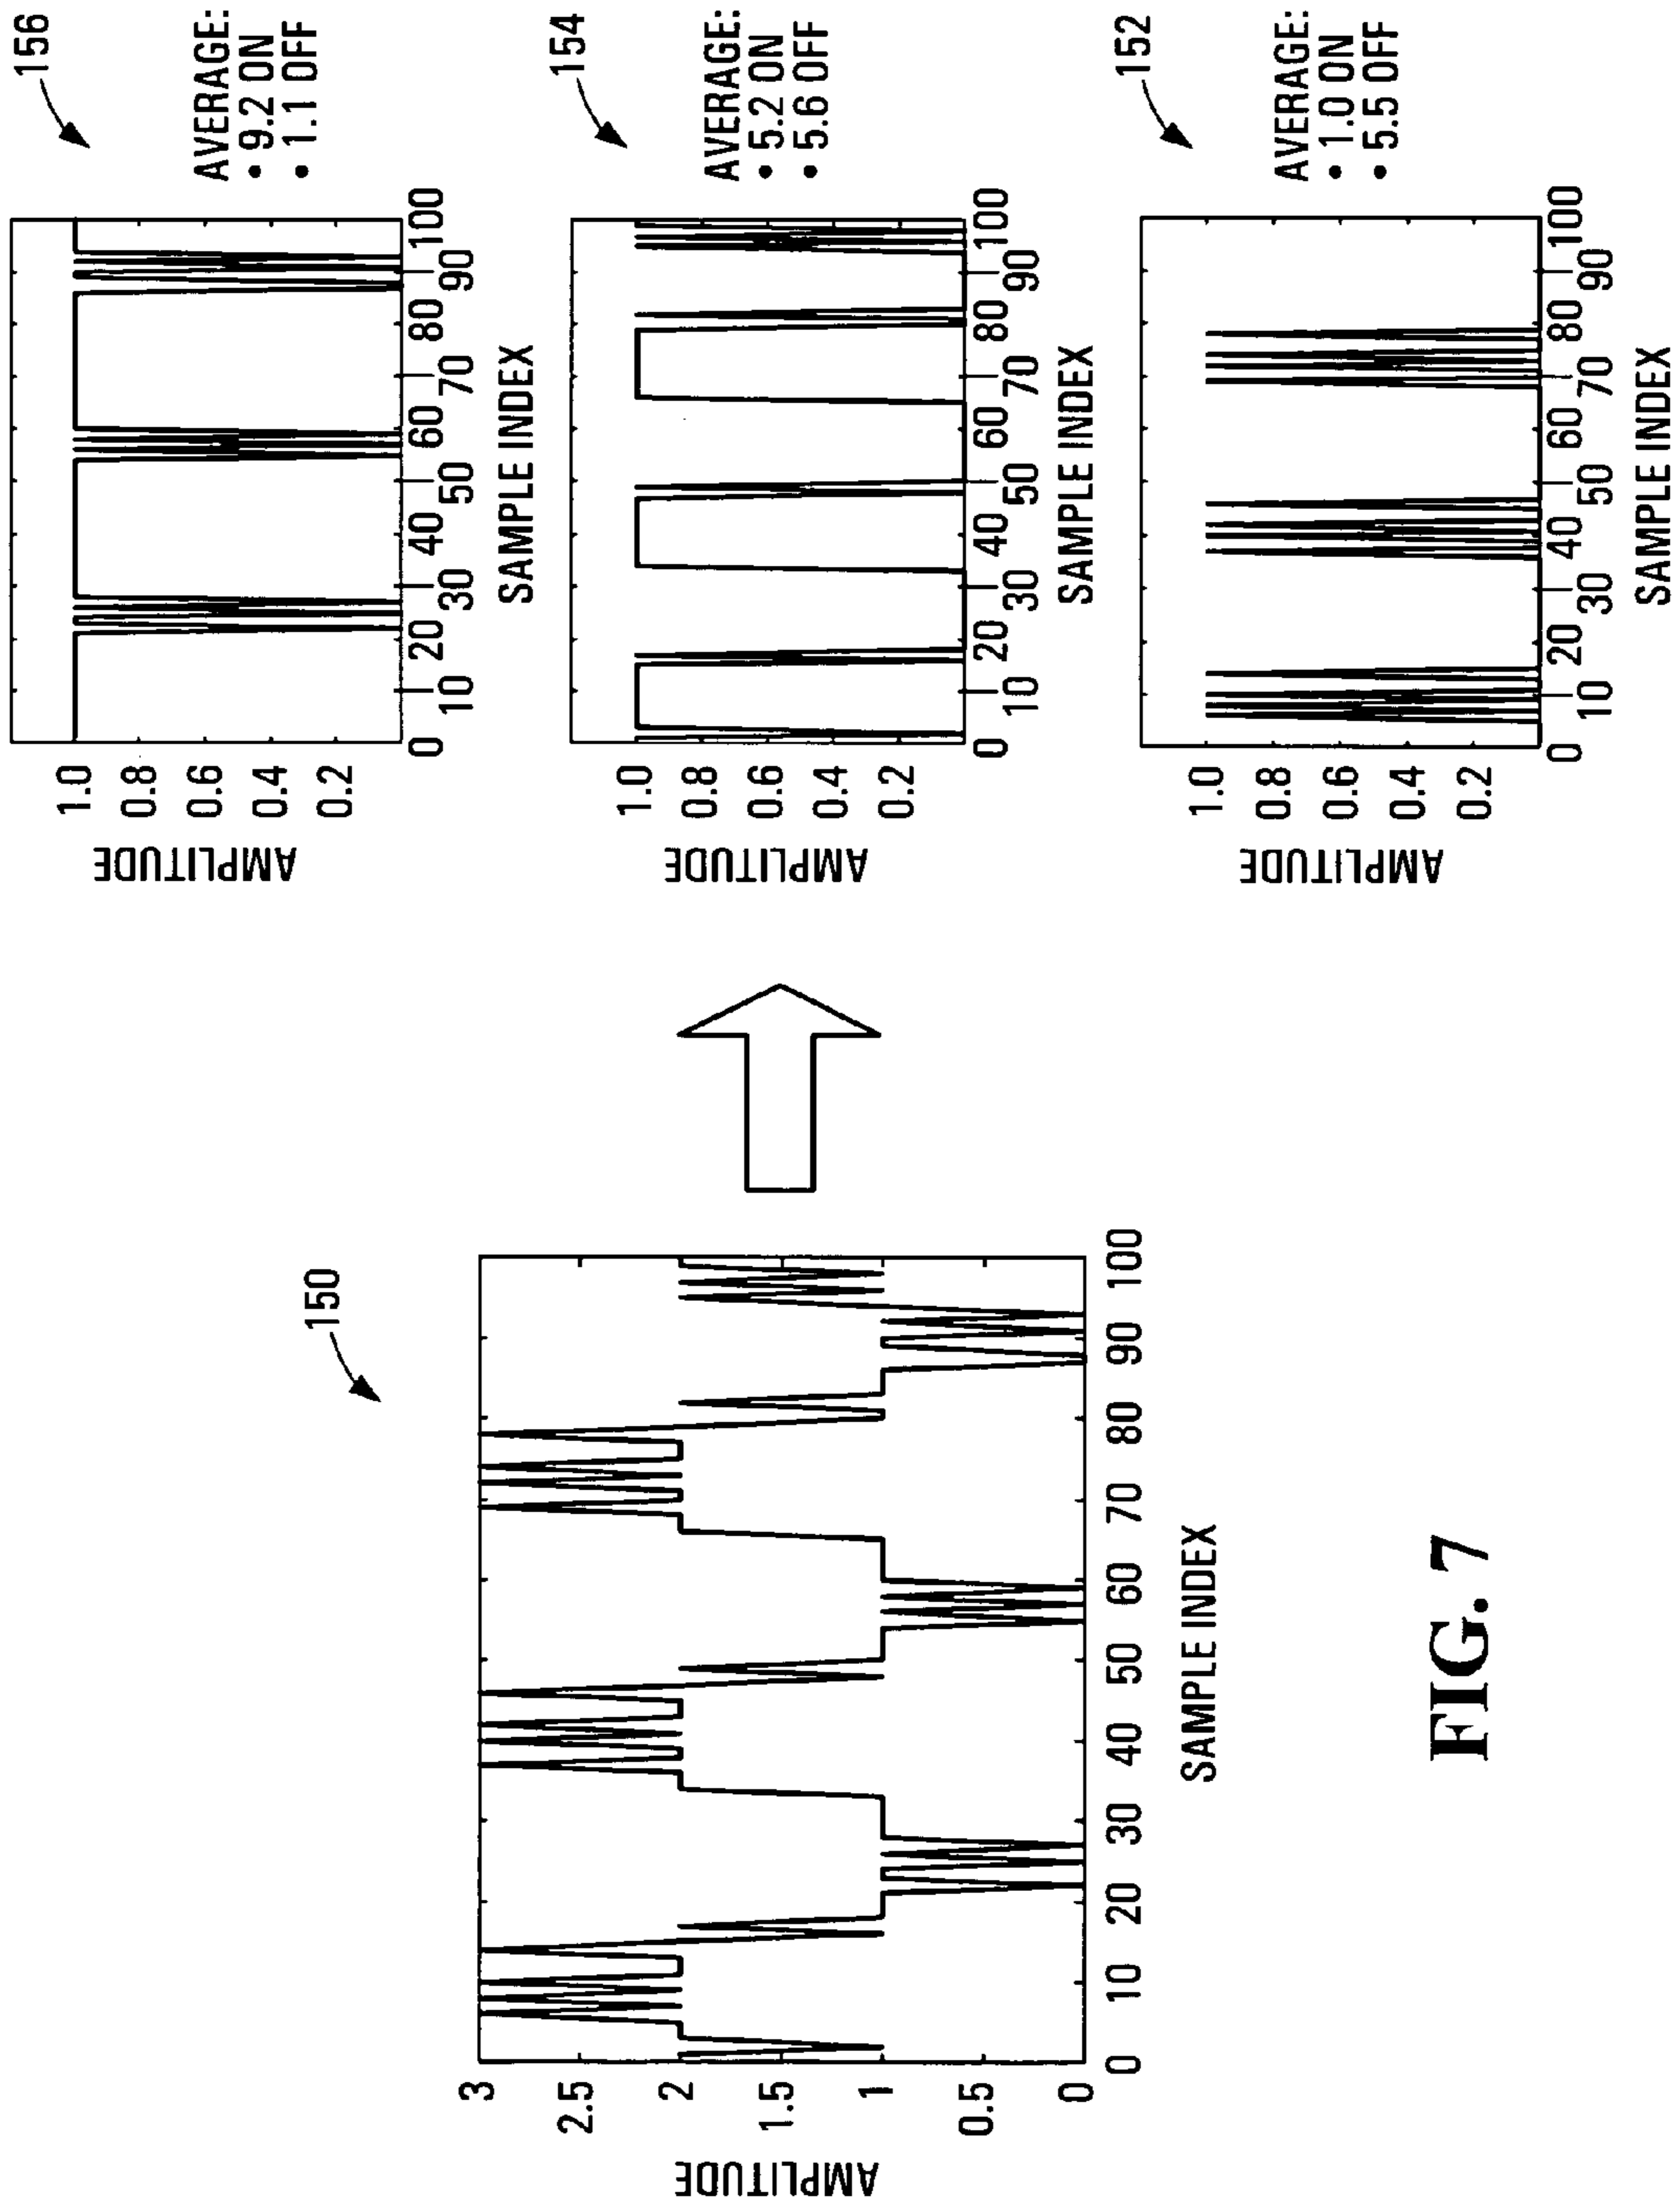 150
3
2.5
2
1.5
1
0.5
0
AMPLITUDE
0 10 20 30 40 50 60 70 80 90 100
SAMPLE INDEX
156
1.0
0.8
0.6
0.4
0.2
AMPLITUDE
0 10 20 30 40 50 60 70 80 90 100
SAMPLE INDEX
AVERAGE:
• 9.2 ON
• 1.1 OFF
154
1.0
0.8
0.6
0.4
0.2
AMPLITUDE
0 10 20 30 40 50 60 70 80 90 100
SAMPLE INDEX
AVERAGE:
• 5.2 ON
• 5.6 OFF
152
1.0
0.8
0.6
0.4
0.2
AMPLITUDE
0 10 20 30 40 50 60 70 80 90 100
SAMPLE INDEX
AVERAGE:
• 1.0 ON
• 5.5 OFF
FIG. 7